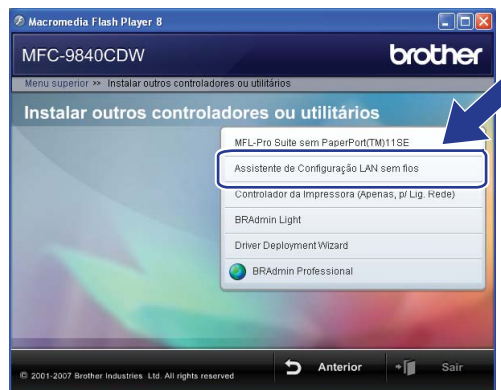 Macromedia Flash Player 8
MFC-9840CDW
brother
Menu superior >> Instalar outros controladores ou utilitários
Instalar outros controladores ou utilitários
MFL-Pro Suite sem PaperPort(TM)11SE
Assistente de Configuração LAN sem fios
Controlador da Impressora (Apenas, p/ Lig. Rede)
BRAdmin Light
Driver Deployment Wizard
BRAdmin Professional
© 2001-2007 Brother Industries Ltd. All rights reserved
Anterior
Sair